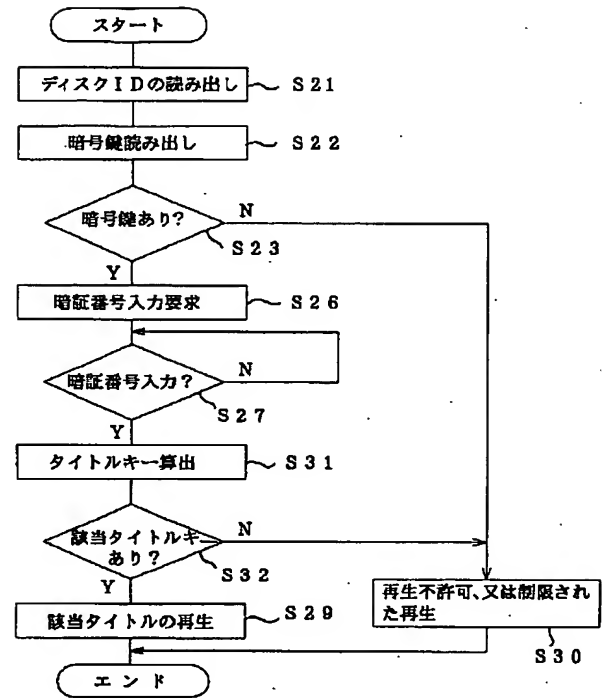 スタート
ディスクIDの読み出し
S21
暗号鍵読み出し
S22
暗号鍵あり?
N
S23
Y
暗証番号入力要求
S26
暗証番号入力?
N
S27
Y
タイトルキー算出
S31
該当タイトルキ
あり?
N
S32
Y
該当タイトルの再生
S29
再生不許可、又は制限され
た再生
S30
エンド